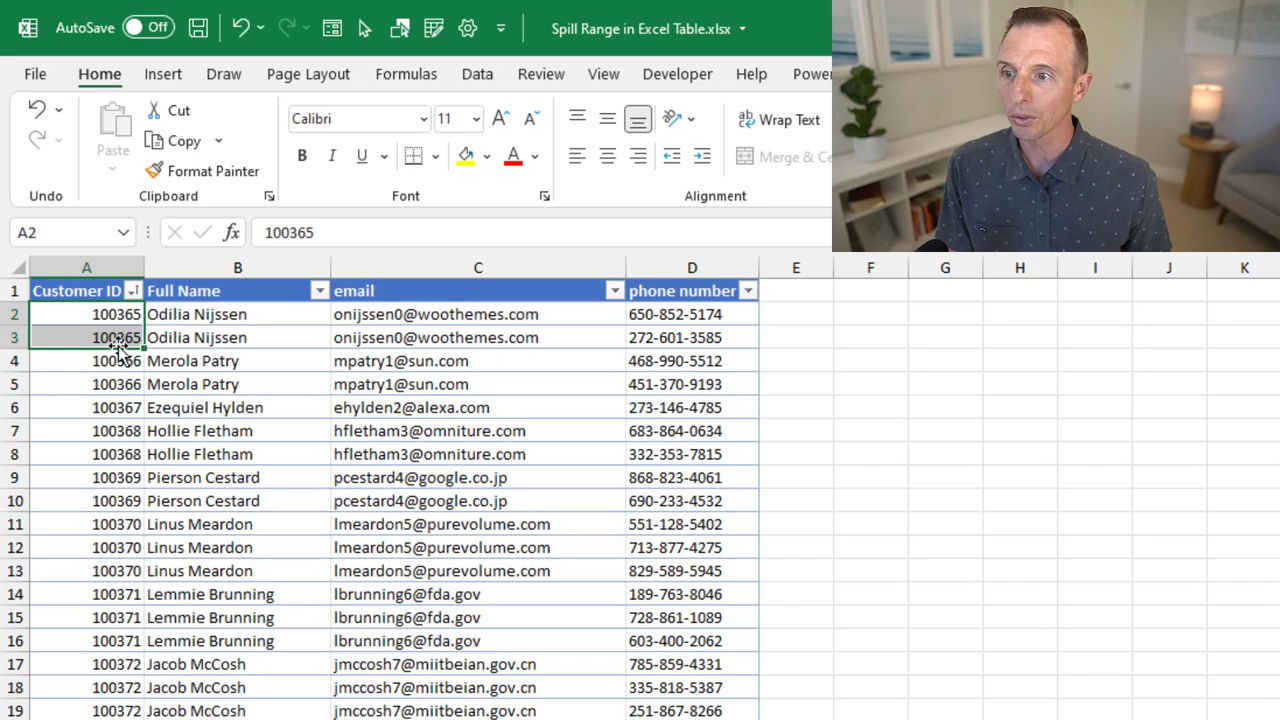 AutoSave Off Spill Range in Excel Table.xlsx
File Home Insert Draw Page Layout Formulas Data Review View Developer Help Power
Cut
Copy
Format Painter
Paste
Calibri 11
B I U A
Wrap Text
Merge & Ce
Undo Clipboard Font Alignment
A2 fx 100365
A B C D E F G H I J K
1 Customer ID Full Name email phone number
2 100365 Odilia Nijssen onijssen0@woothemes.com 650-852-5174
3 100365 Odilia Nijssen onijssen0@woothemes.com 272-601-3585
4 100366 Merola Patry mpatry1@sun.com 468-990-5512
5 100366 Merola Patry mpatry1@sun.com 451-370-9193
6 100367 Ezequiel Hylden ehylden2@alexa.com 273-146-4785
7 100368 Hollie Fletham hfletham3@omniture.com 683-864-0634
8 100368 Hollie Fletham hfletham3@omniture.com 332-353-7815
9 100369 Pierson Cestard pcestard4@google.co.jp 868-823-4061
10 100369 Pierson Cestard pcestard4@google.co.jp 690-233-4532
11 100370 Linus Meardon lmeardon5@purevolume.com 551-128-5402
12 100370 Linus Meardon lmeardon5@purevolume.com 713-877-4275
13 100370 Linus Meardon lmeardon5@purevolume.com 829-589-5945
14 100371 Lemmie Brunning lbrunning6@fda.gov 189-763-8046
15 100371 Lemmie Brunning lbrunning6@fda.gov 728-861-1089
16 100371 Lemmie Brunning lbrunning6@fda.gov 603-400-2062
17 100372 Jacob McCosh jmccosh7@miitbeian.gov.cn 785-859-4331
18 100372 Jacob McCosh jmccosh7@miitbeian.gov.cn 335-818-5387
19 100372 Jacob McCosh jmccosh7@miitbeian.gov.cn 251-867-8266